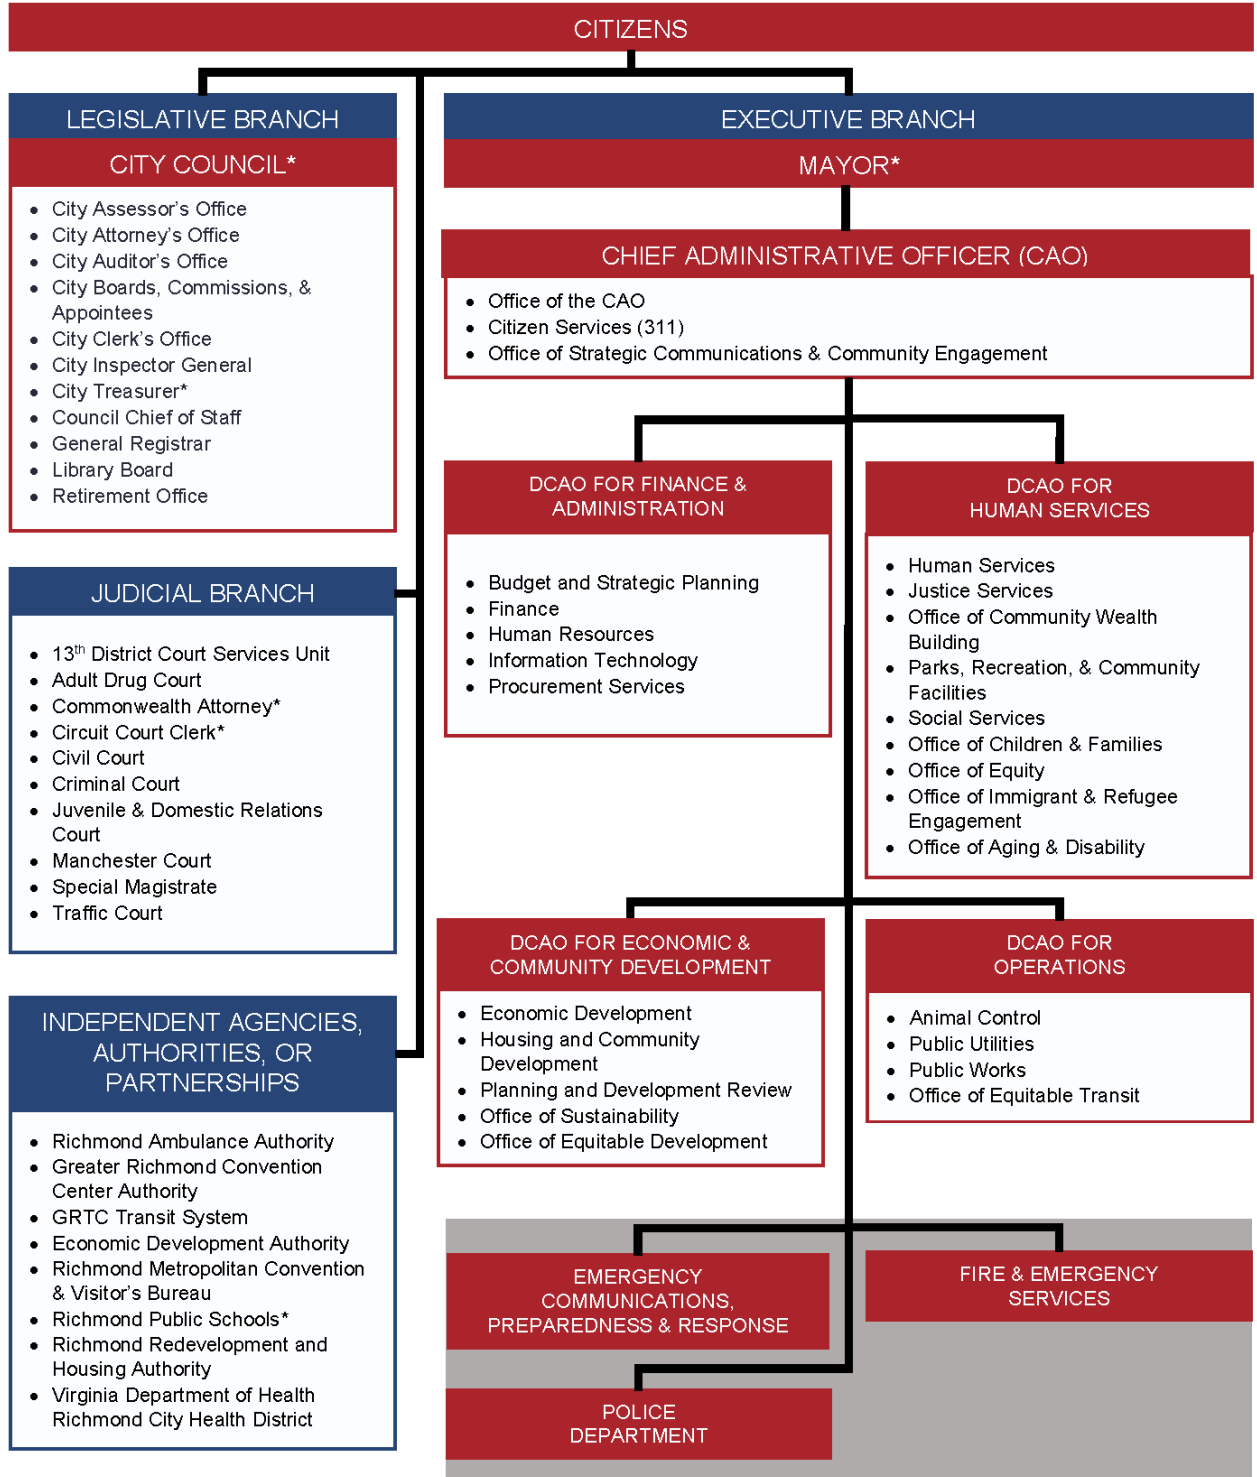 CITIZENS
LEGISLATIVE BRANCH
CITY COUNCIL*
• City Assessor's Office
• City Attorney's Office
• City Auditor's Office
• City Boards, Commissions, &
Appointees
• City Clerk's Office
• City Inspector General
• City Treasurer*
• Council Chief of Staff
• General Registrar
• Library Board
• Retirement Office
JUDICIAL BRANCH
• 13th District Court Services Unit
• Adult Drug Court
• Commonwealth Attorney*
• Circuit Court Clerk*
• Civil Court
• Criminal Court
• Juvenile & Domestic Relations
Court
• Manchester Court
• Special Magistrate
• Traffic Court
INDEPENDENT AGENCIES,
AUTHORITIES, OR
PARTNERSHIPS
• Richmond Ambulance Authority
• Greater Richmond Convention
Center Authority
• GRTC Transit System
• Economic Development Authority
• Richmond Metropolitan Convention
& Visitor's Bureau
• Richmond Public Schools*
• Richmond Redevelopment and
Housing Authority
• Virginia Department of Health
Richmond City Health District
EXECUTIVE BRANCH
MAYOR*
CHIEF ADMINISTRATIVE OFFICER (CAO)
• Office of the CAO
• Citizen Services (311)
• Office of Strategic Communications & Community Engagement
DCAO FOR FINANCE &
ADMINISTRATION
• Budget and Strategic Planning
• Finance
• Human Resources
• Information Technology
• Procurement Services
DCAO FOR
HUMAN SERVICES
• Human Services
• Justice Services
• Office of Community Wealth
Building
• Parks, Recreation, & Community
Facilities
• Social Services
• Office of Children & Families
• Office of Equity
• Office of Immigrant & Refugee
Engagement
• Office of Aging & Disability
DCAO FOR ECONOMIC &
COMMUNITY DEVELOPMENT
• Economic Development
• Housing and Community
Development
• Planning and Development Review
• Office of Sustainability
• Office of Equitable Development
DCAO FOR
OPERATIONS
• Animal Control
• Public Utilities
• Public Works
• Office of Equitable Transit
EMERGENCY
COMMUNICATIONS,
PREPAREDNESS & RESPONSE
FIRE & EMERGENCY
SERVICES
POLICE
DEPARTMENT